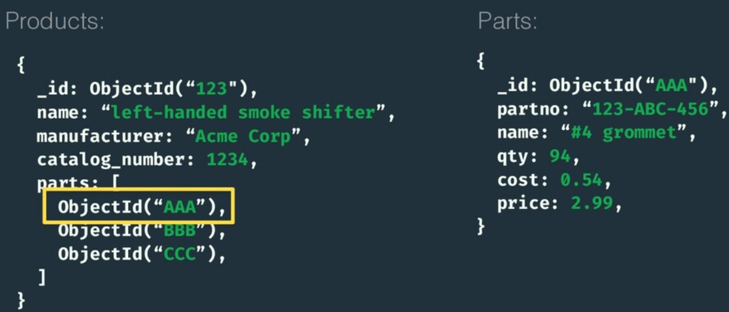 Products:
{
_id: ObjectId(“123"),
name: “left-handed smoke shifter”,
manufacturer: “Acme Corp”,
catalog_number: 1234,
parts: [
ObjectId(“AAA”),
ObjectId(“BBB”),
ObjectId(“CCC”),
]
}
Parts:
{
_id: ObjectId(“AAA"),
partno: “123-ABC-456”,
name: “#4 grommet”,
qty: 94,
cost: 0.54,
price: 2.99,
}